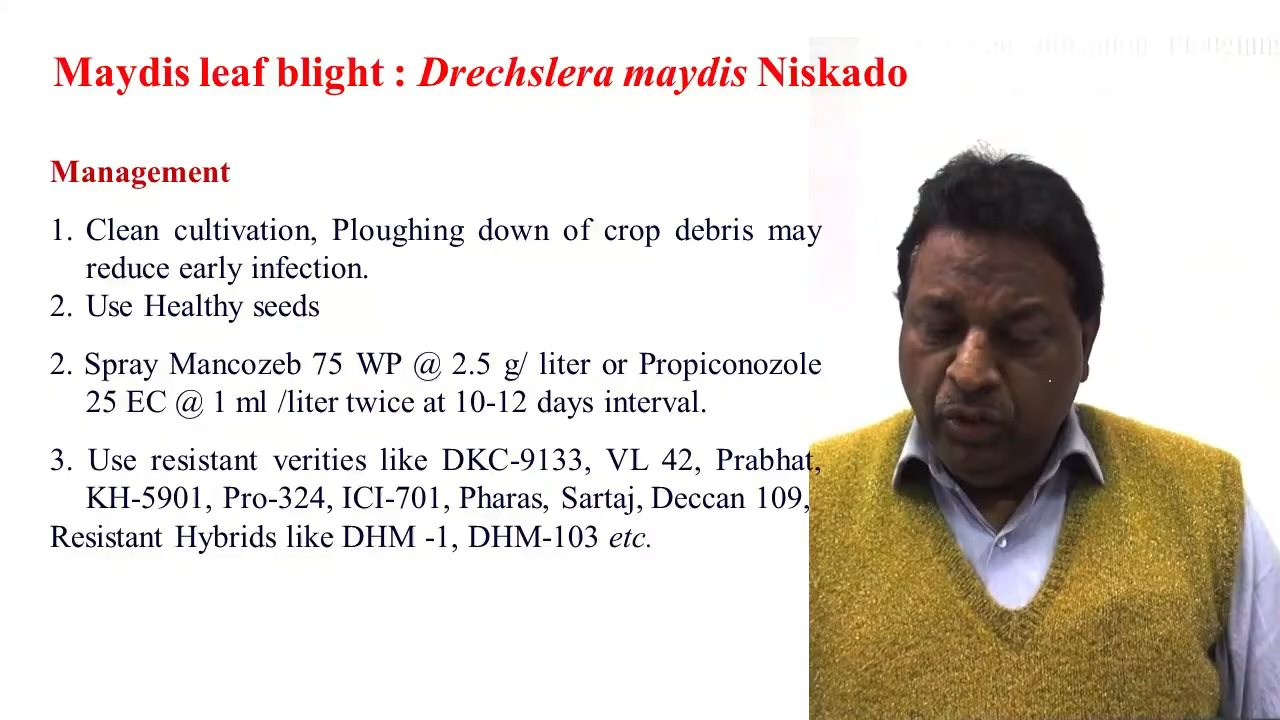 Maydis leaf blight : Drechslera maydis Niskado
Management
1. Clean cultivation, Ploughing down of crop debris may
reduce early infection.
2. Use Healthy seeds
2. Spray Mancozeb 75 WP @ 2.5 g/ liter or Propiconozole
25 EC @ 1 ml /liter twice at 10-12 days interval.
3. Use resistant verities like DKC-9133, VL 42, Prabhat,
KH-5901, Pro-324, ICI-701, Pharas, Sartaj, Deccan 109,
Resistant Hybrids like DHM -1, DHM-103 etc.